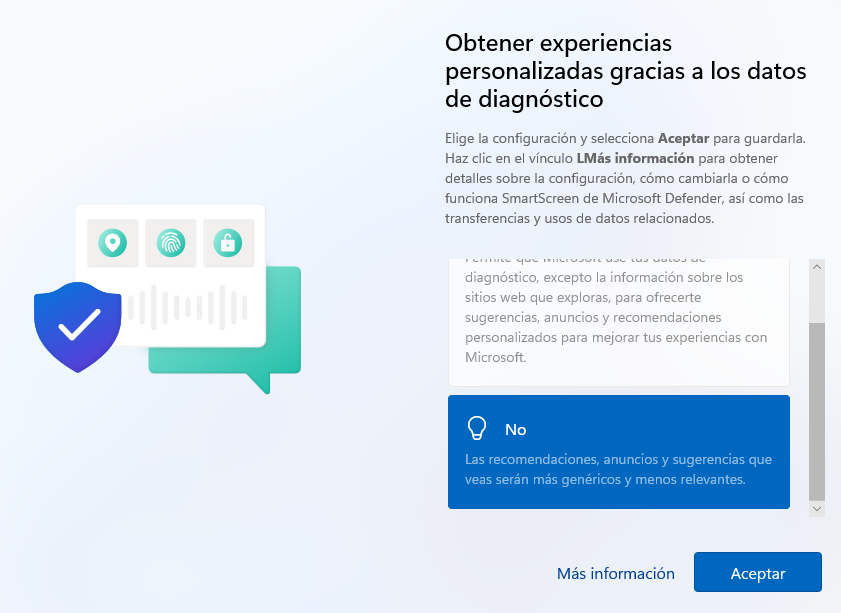 Obtener experiencias
personalizadas gracias a los datos
de diagnóstico
Elige la configuración y selecciona Aceptar para guardarla.
Haz clic en el vínculo LMás información para obtener
detalles sobre la configuración, cómo cambiarla o cómo
funciona SmartScreen de Microsoft Defender, así como las
transferencias y usos de datos relacionados.
Permite que Microsoft use tus datos de
diagnóstico, excepto la información sobre los
sitios web que exploras, para ofrecerte
sugerencias, anuncios y recomendaciones
personalizados para mejorar tus experiencias con
Microsoft.
No
Las recomendaciones, anuncios y sugerencias que
veas serán más genéricos y menos relevantes.
Más información
Aceptar